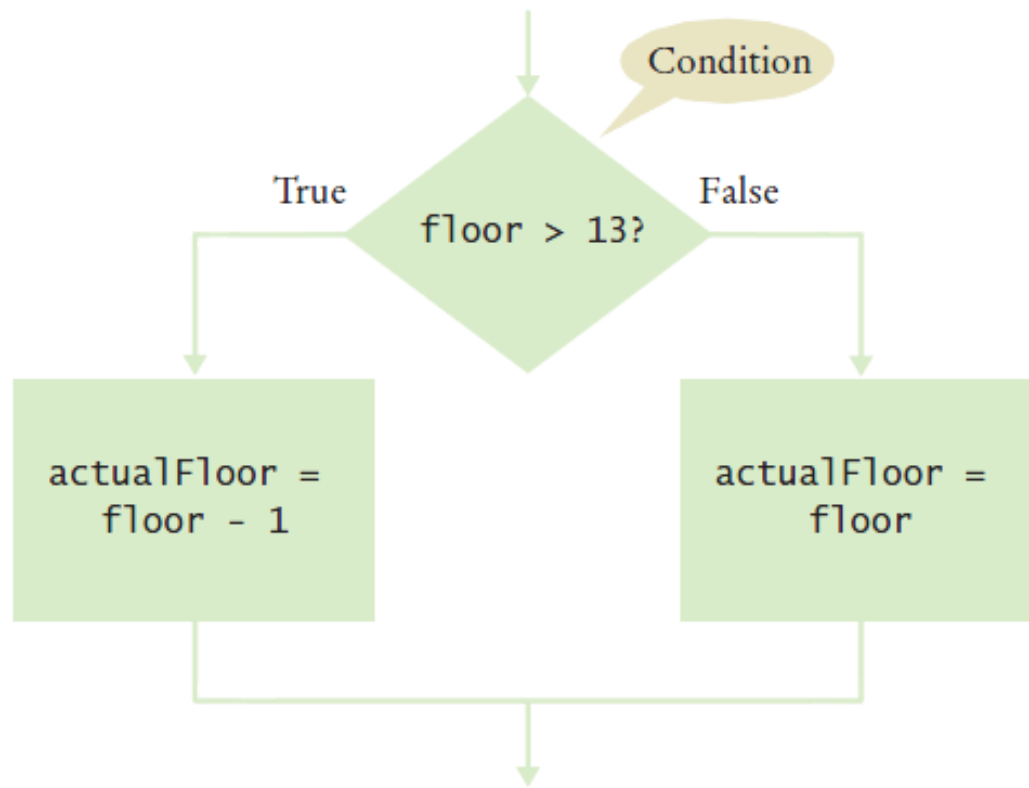 Condition
True
False
floor > 13?
actualFloor =
floor - 1
actualFloor =
floor